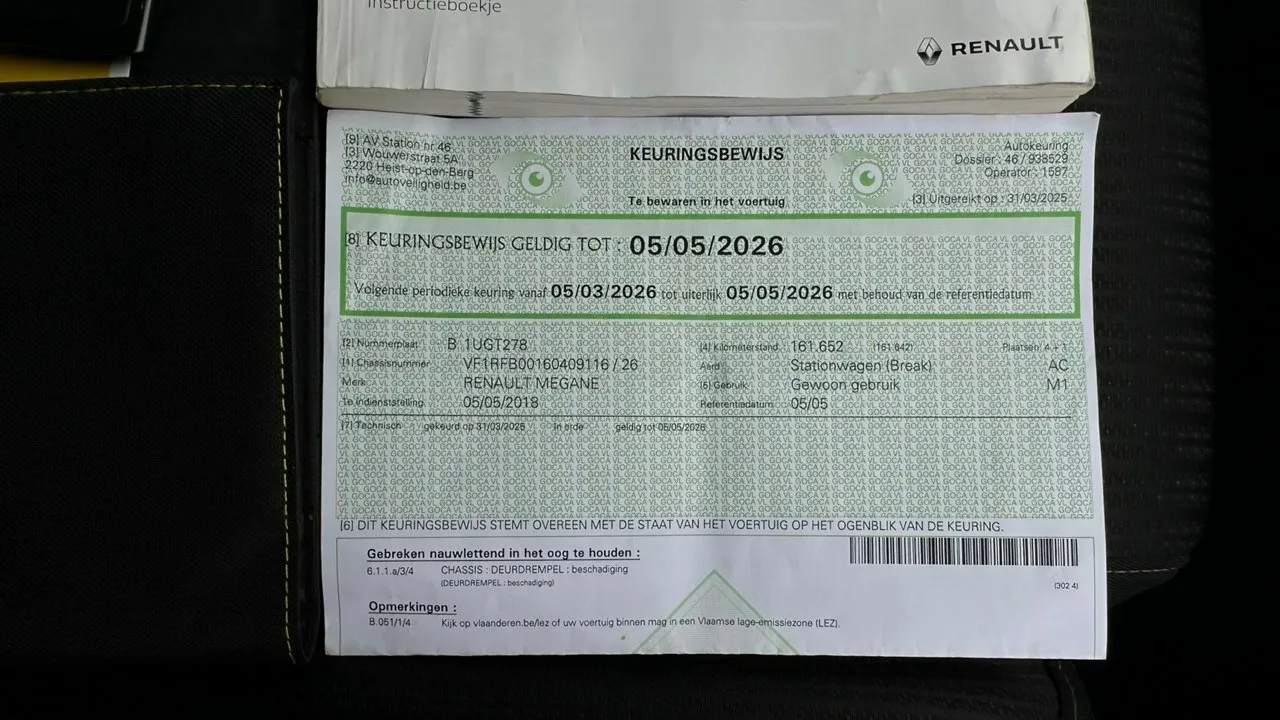 Instructieboekje
RENAULT
[9] AV Station nr 46
[3] Wouwerstraat 5A
2220 Heist-op-den-Berg
info@autoveiligheid.be
KEURINGSBEWIJS
Te bewaren in het voertuig
Autokeuring
Dossier : 46 / 938529
Operator : 1587
[3] Uitgereikt op : 31/03/2025
[8] KEURINGSBEWIJS GELDIG TOT : 05/05/2026
Volgende periodieke keuring vanaf 05/03/2026 tot uiterlijk 05/05/2026 met behoud van de referentiedatum
[2] Nummerplaat B 1UGT278 [4] Kilometerstand 161.652 (161.642) Plaatsen: 4 + 1
[1] Chassisnummer VF1RFB00160409116 / 26 Aard Stationwagen (Break) AC
Merk RENAULT MEGANE [5] Gebruik Gewoon gebruik M1
1e indienststelling 05/05/2018 Referentiedatum 05/05
[7] Technisch gekeurd op 31/03/2025 In orde geldig tot 05/05/2026
[6] DIT KEURINGSBEWIJS STEMT OVEREEN MET DE STAAT VAN HET VOERTUIG OP HET OGENBLIK VAN DE KEURING.
Gebreken nauwlettend in het oog te houden :
6.1.1.a/3/4 CHASSIS : DEURDREMPEL : beschadiging
(DEURDREMPEL : beschadiging)
(302 4)
Opmerkingen :
B.051/1/4 Kijk op vlaanderen.be/lez of uw voertuig binnen mag in een Vlaamse lage-emissiezone (LEZ).